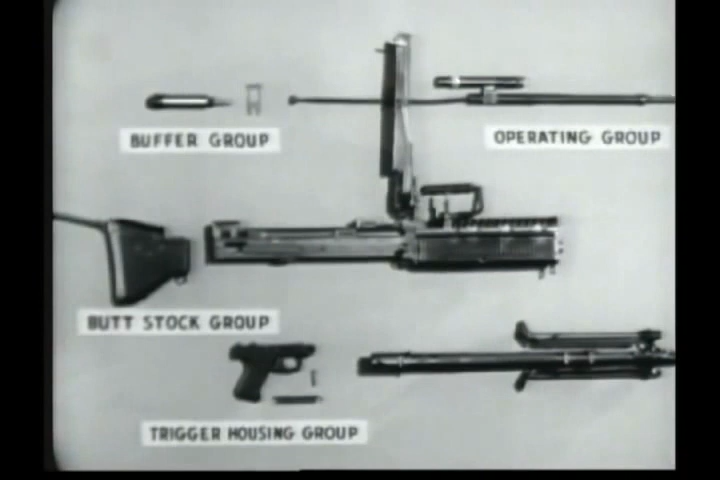 BUFFER GROUP
OPERATING GROUP
BUTT STOCK GROUP
TRIGGER HOUSING GROUP